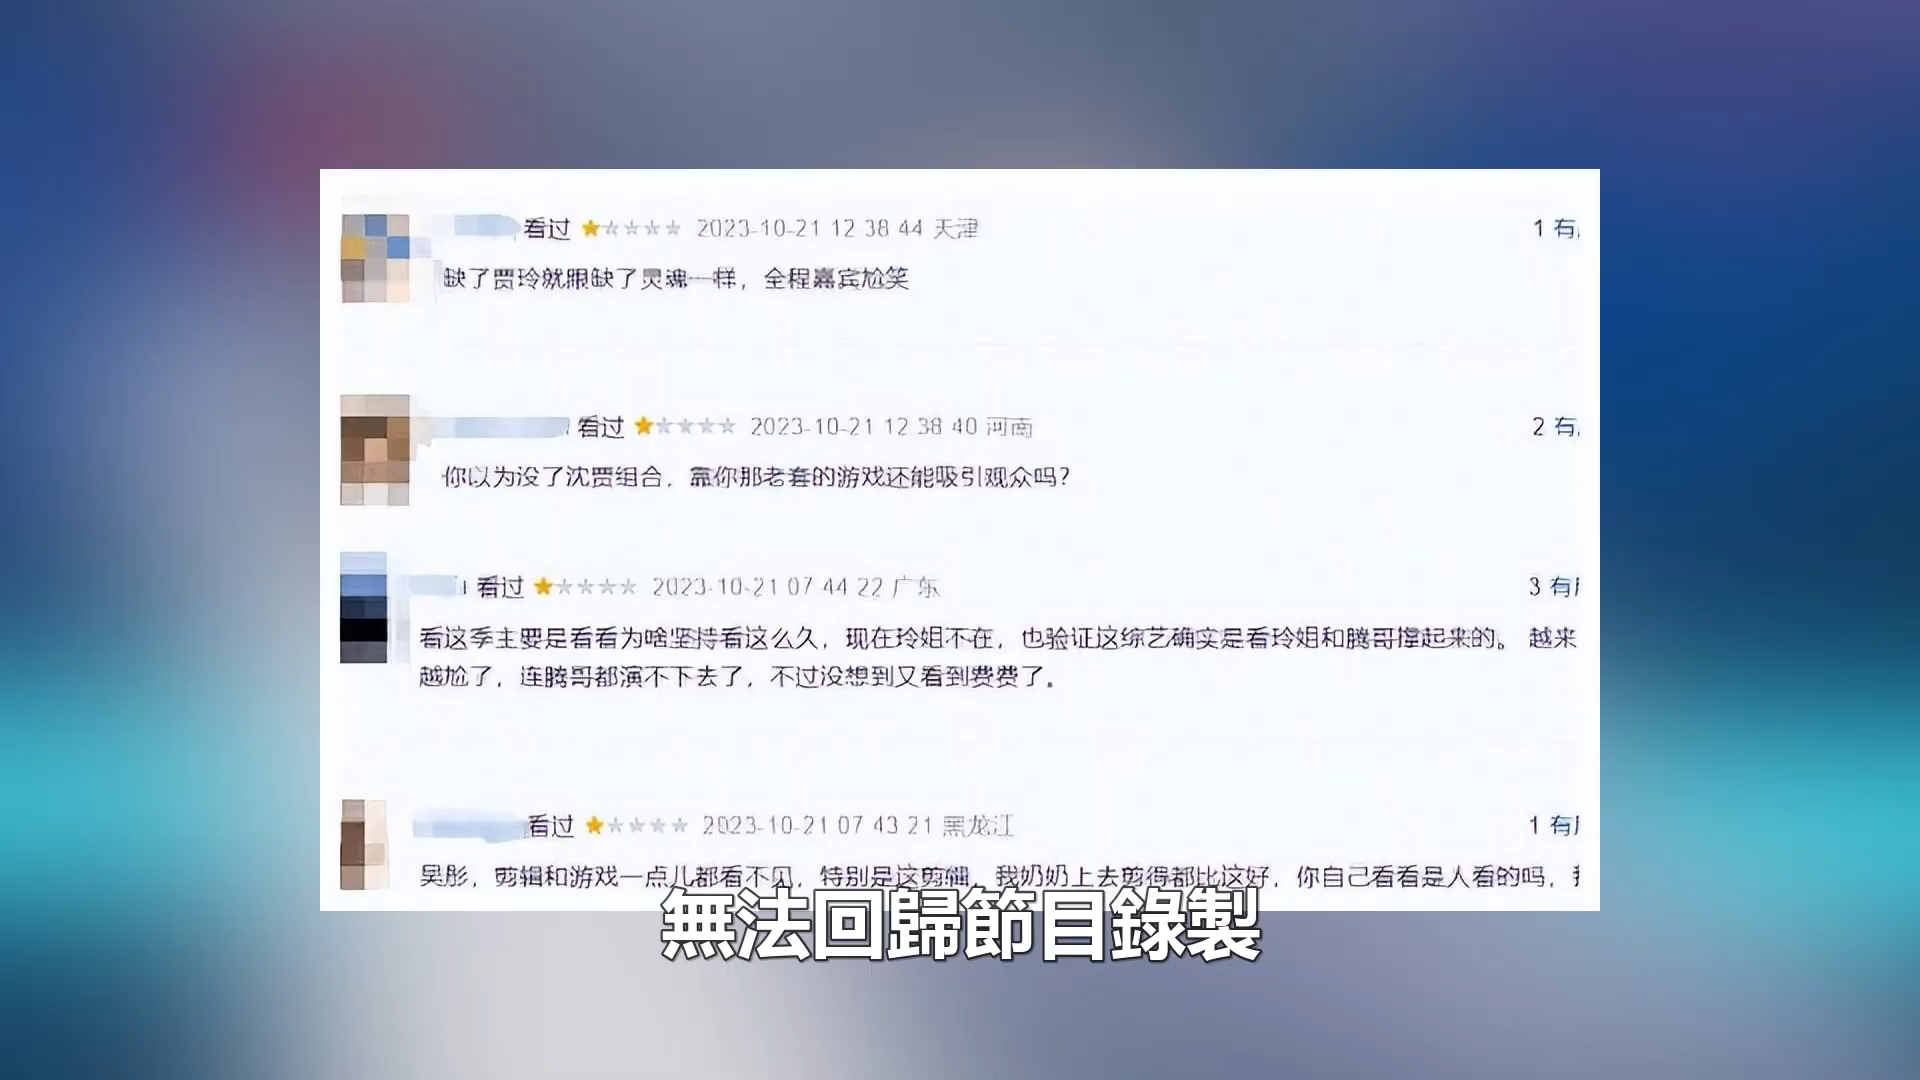 看过 2023-10-21 12 38 44 天津
1 有
缺了贾玲就跟缺了灵魂一样，全程嘉宾尬笑
看过 2023-10-21 12 38 40 河南
2 有
你以为没了沈贾组合，靠你那老套的游戏还能吸引观众吗？
看过 2023-10-21 07 44 22 广东
3 有
看这季主要是看看为啥坚持看这么久，现在玲姐不在，也验证这综艺确实是看玲姐和腾哥撑起来的。 越来
越尬了，连腾哥都演不下去了，不过没想到又看到费费了。
看过 2023-10-21 07 43 21 黑龙江
1 有
吴彤，剪辑和游戏一点儿都看不见，特别是这剪辑，我奶奶上去剪得都比这好，你自己看看是人看的吗，
無法回歸節目錄製